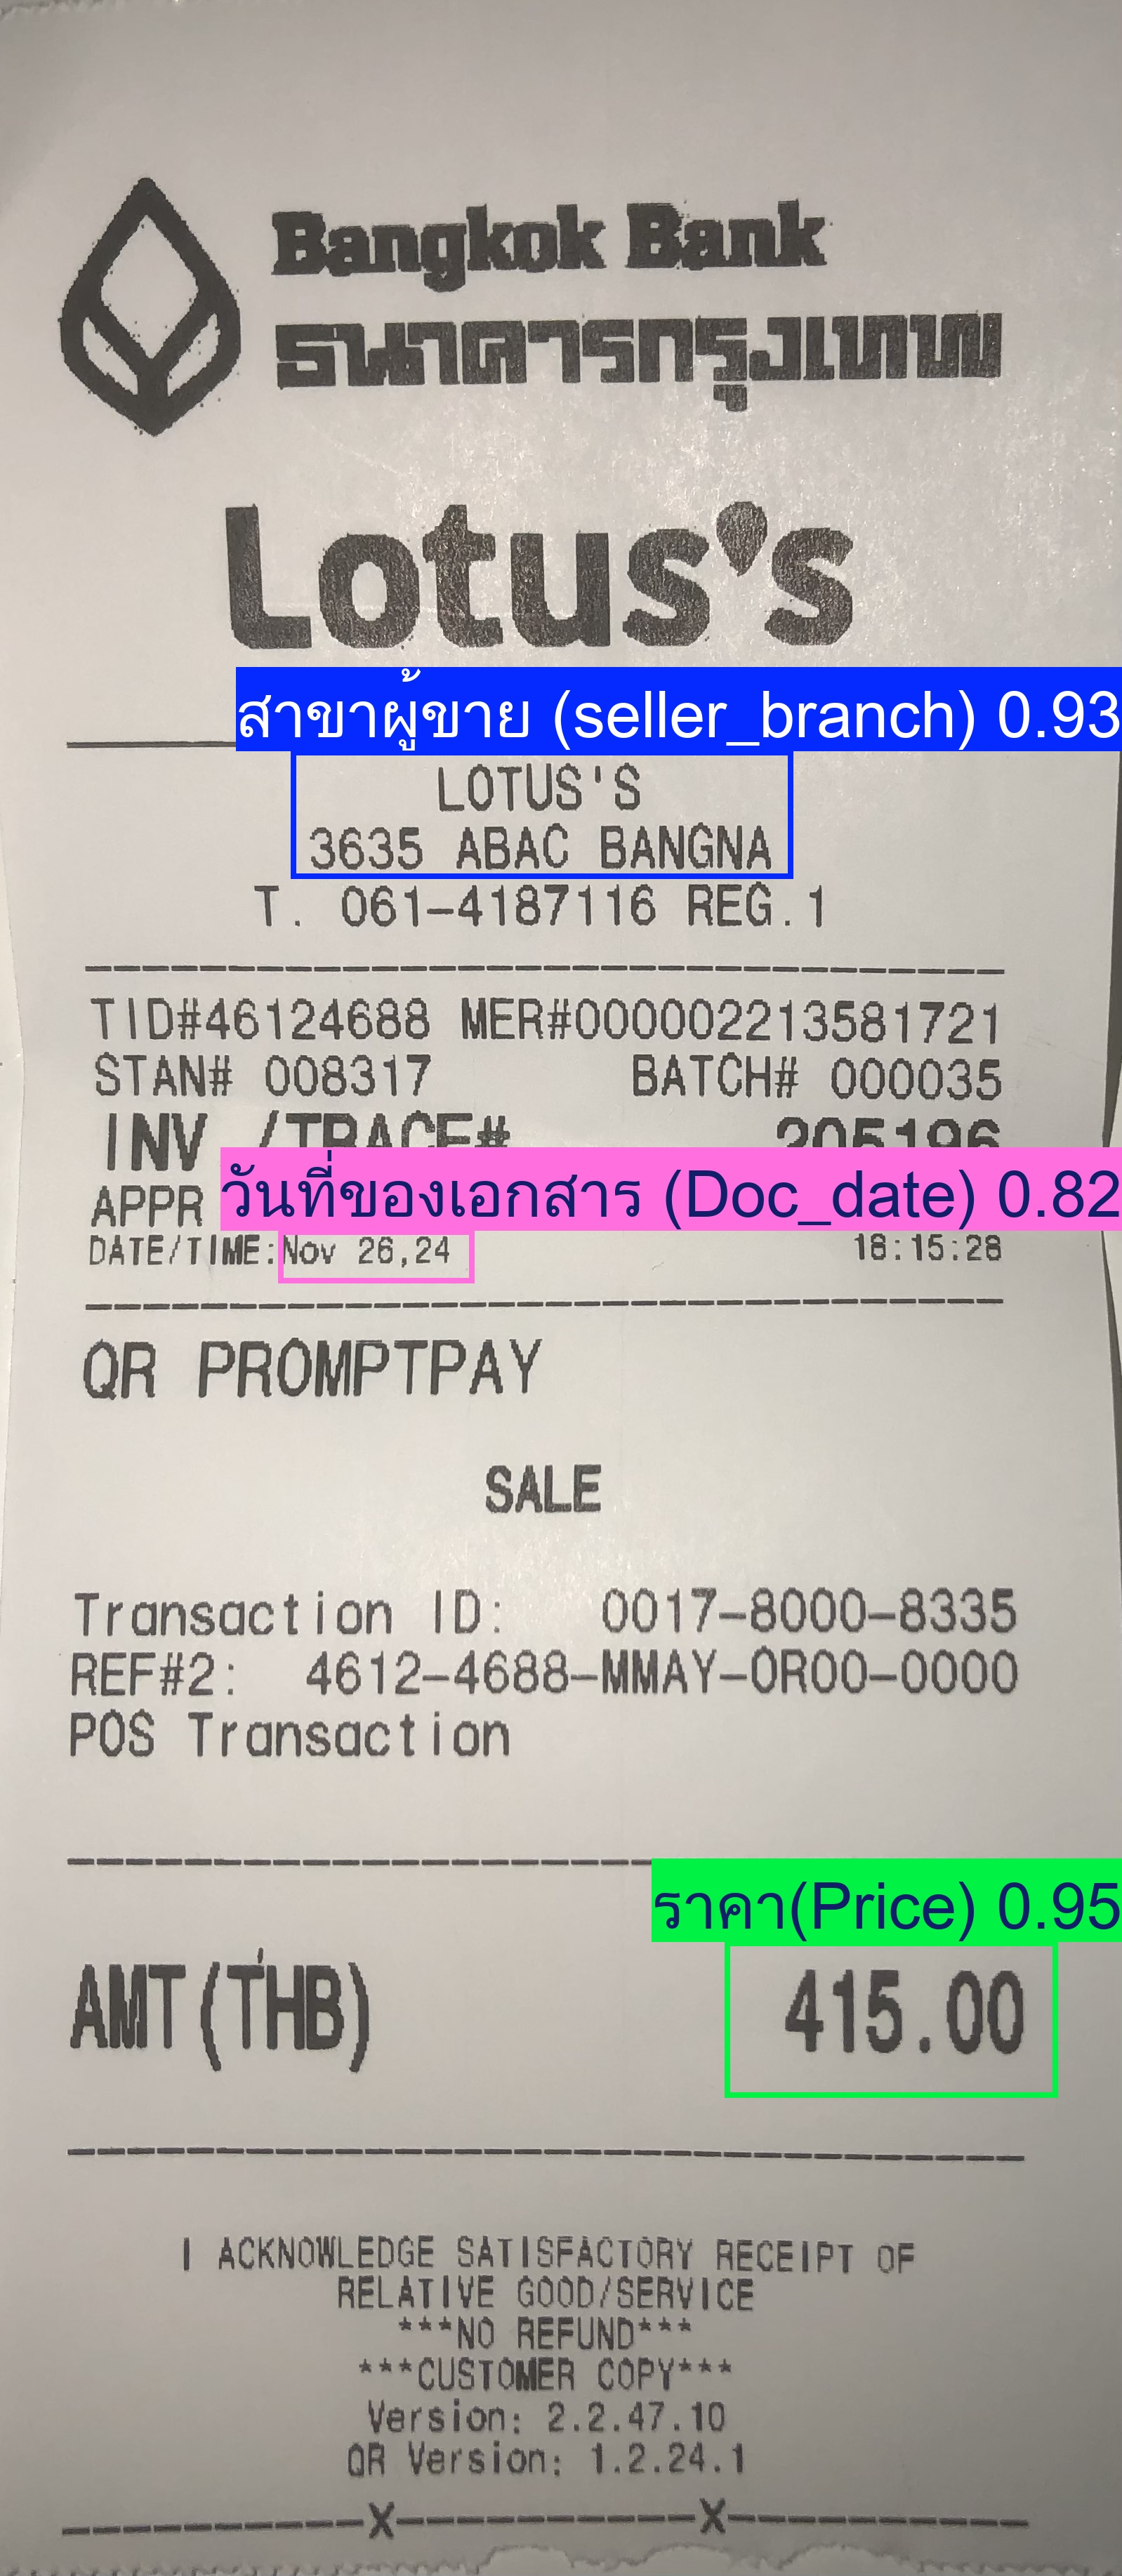 Bangkok Bank
ธนาคารกรุงเทพ
Lotus's
สาขาผู้ขาย (seller_branch) 0.93
LOTUS'S
3635 ABAC BANGNA
T. 061-4187116 REG.1
TID#46124688 MER#000002213581721
STAN# 008317 BATCH# 000035
INV /TRACE# 205196
วันที่ของเอกสาร (Doc_date) 0.82
APPR
DATE/TIME:Nov 26,24 18:15:28
QR PROMPTPAY
SALE
Transaction ID: 0017-8000-8335
REF#2: 4612-4688-MMAY-0R00-0000
POS Transaction
ราคา(Price) 0.95
AMT(THB) 415.00
I ACKNOWLEDGE SATISFACTORY RECEIPT OF
RELATIVE GOOD/SERVICE
***NO REFUND***
***CUSTOMER COPY***
Version: 2.2.47.10
QR Version: 1.2.24.1
----------X----------X----------